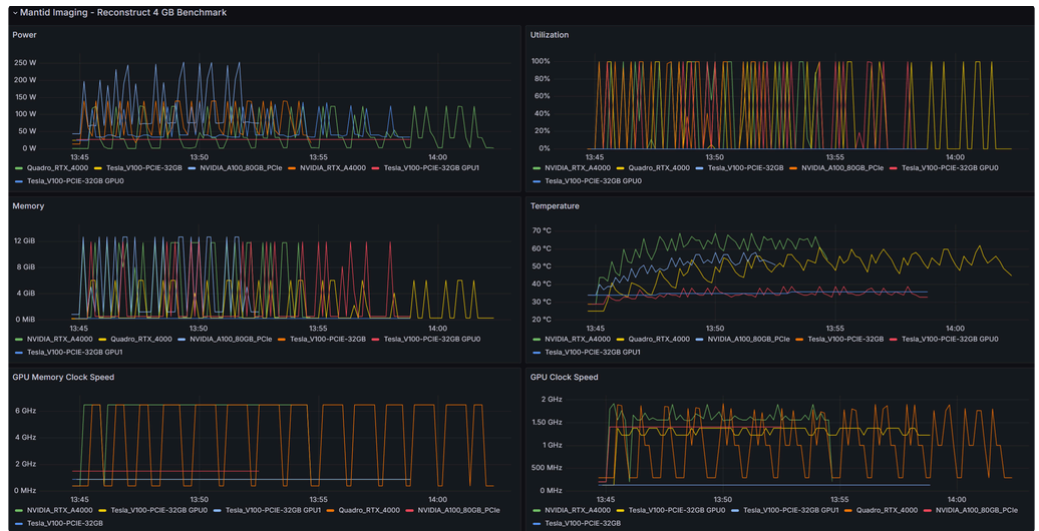 Mantid Imaging - Reconstruct 4 GB Benchmark
Power
250 W
200 W
150 W
100 W
50 W
0 W
13:45 13:50 13:55 14:00
Quadro_RTX_4000 Tesla_V100-PCIE-32GB NVIDIA_A100_80GB_PCIe NVIDIA_RTX_A4000 Tesla_V100-PCIE-32GB GPU1
Tesla_V100-PCIE-32GB GPU0
Utilization
100%
80%
60%
40%
20%
0%
13:45 13:50 13:55 14:00
NVIDIA_RTX_A4000 Quadro_RTX_4000 Tesla_V100-PCIE-32GB NVIDIA_A100_80GB_PCIe Tesla_V100-PCIE-32GB GPU1
Tesla_V100-PCIE-32GB GPU0
Memory
12 GiB
8 GiB
4 GiB
0 MiB
13:45 13:50 13:55 14:00
NVIDIA_RTX_A4000 Quadro_RTX_4000 NVIDIA_A100_80GB_PCIe Tesla_V100-PCIE-32GB Tesla_V100-PCIE-32GB GPU0
Tesla_V100-PCIE-32GB GPU1
Temperature
70 °C
60 °C
50 °C
40 °C
30 °C
20 °C
13:45 13:50 13:55 14:00
NVIDIA_RTX_A4000 Quadro_RTX_4000 NVIDIA_A100_80GB_PCIe Tesla_V100-PCIE-32GB Tesla_V100-PCIE-32GB GPU0
Tesla_V100-PCIE-32GB GPU1
GPU Memory Clock Speed
6 GHz
4 GHz
2 GHz
0 MHz
13:45 13:50 13:55 14:00
NVIDIA_RTX_A4000 Tesla_V100-PCIE-32GB GPU0 Tesla_V100-PCIE-32GB GPU1 Quadro_RTX_4000 NVIDIA_A100_80GB_PCIe
Tesla_V100-PCIE-32GB
GPU Clock Speed
2 GHz
1.50 GHz
1 GHz
500 MHz
0 MHz
13:45 13:50 13:55 14:00
NVIDIA_RTX_A4000 Tesla_V100-PCIE-32GB GPU0 Tesla_V100-PCIE-32GB GPU1 Quadro_RTX_4000 NVIDIA_A100_80GB_PCIe
Tesla_V100-PCIE-32GB